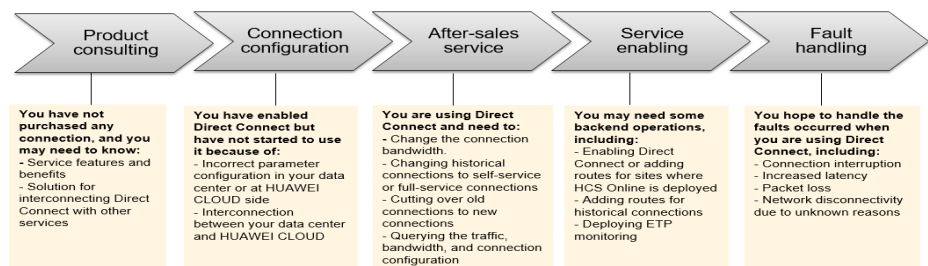 Product
consulting
Connection
configuration
After-sales
service
Service
enabling
Fault
handling
You have not
purchased any
connection, and you
may need to know:
- Service features and
benefits
- Solution for
interconnecting Direct
Connect with other
services
You have enabled
Direct Connect but
have not started to use
it because of:
- Incorrect parameter
configuration in your data
center or at HUAWEI
CLOUD side
- Interconnection
between your data center
and HUAWEI CLOUD
You are using Direct
Connect and need to:
- Change the connection
bandwidth.
- Changing historical
connections to self-service
or full-service connections
- Cutting over old
connections to new
connections
- Querying the traffic,
bandwidth, and connection
configuration
You may need some
backend operations,
including:
- Enabling Direct
Connect or adding
routes for sites where
HCS Online is deployed
- Adding routes for
historical connections
- Deploying ETP
monitoring
You hope to handle the
faults occurred when
you are using Direct
Connect, including:
- Connection interruption
- Increased latency
- Packet loss
- Network disconnectivity
due to unknown reasons